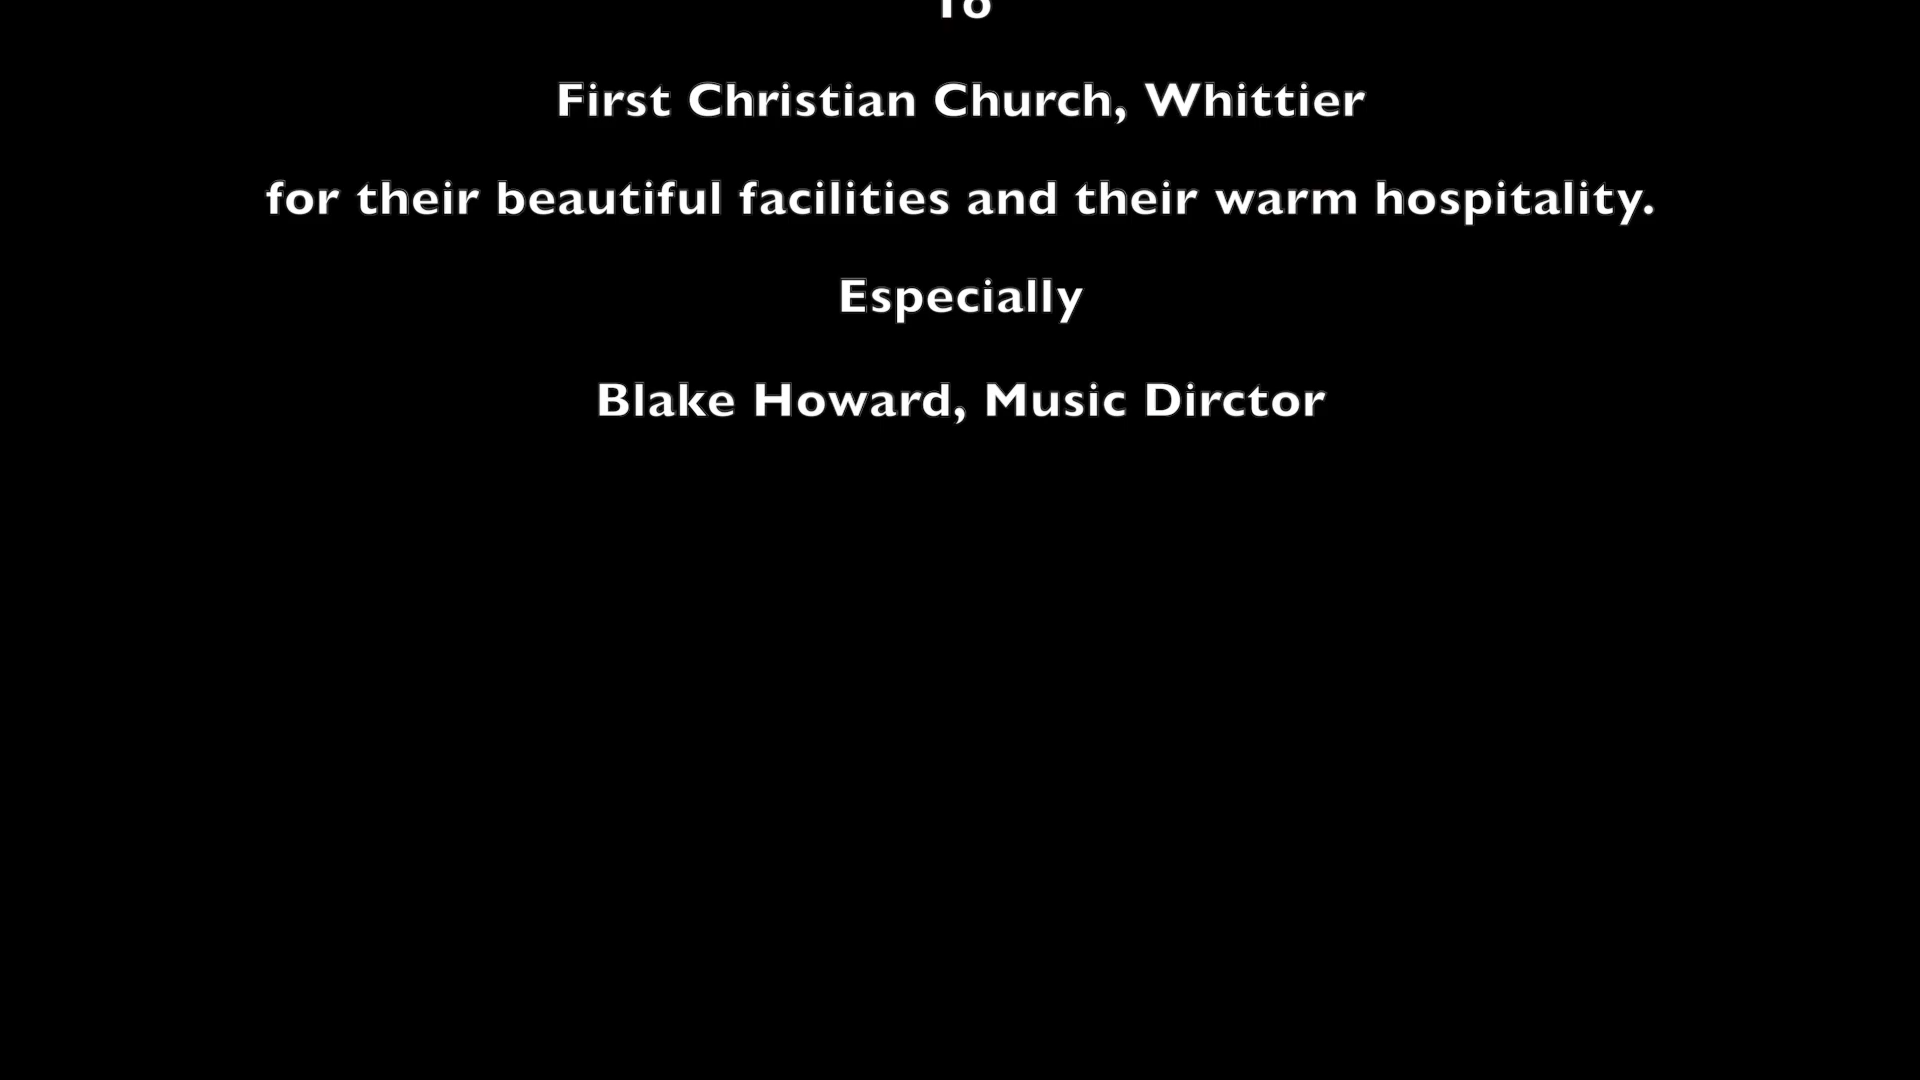 To
First Christian Church, Whittier
for their beautiful facilities and their warm hospitality.
Especially
Blake Howard, Music Dirctor